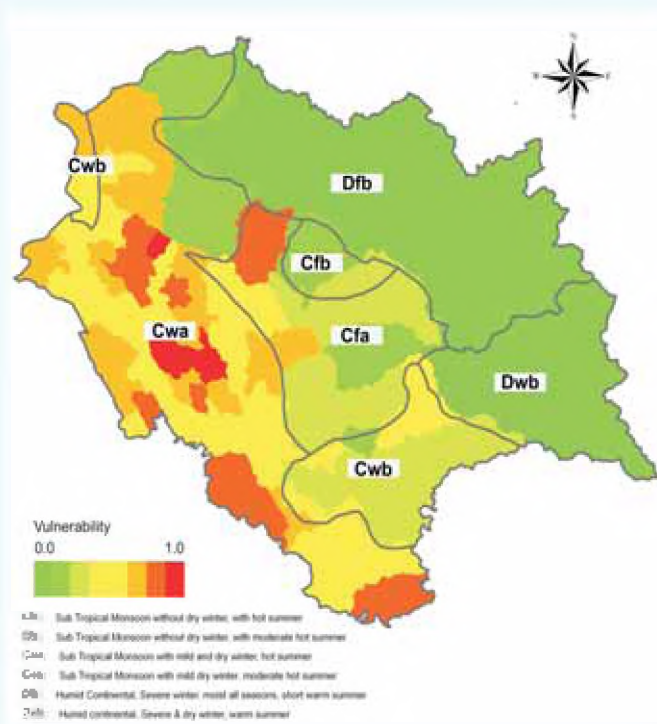 N
Cwb
Dfb
Cfb
Cwa
Cfa
Dwb
Cwb
Vulnerability
0.0 1.0
Sub Tropical Monsoon without dry winter, with hot summer
Sub Tropical Monsoon without dry winter, with moderate hot summer
Sub Tropical Monsoon with mild and dry winter, hot summer
Sub Tropical Monsoon with mild dry winter, moderate hot summer
Humid Continental, Severe winter, moist all seasons, short warm summer
Humid continental, Severe & dry winter, warm summer